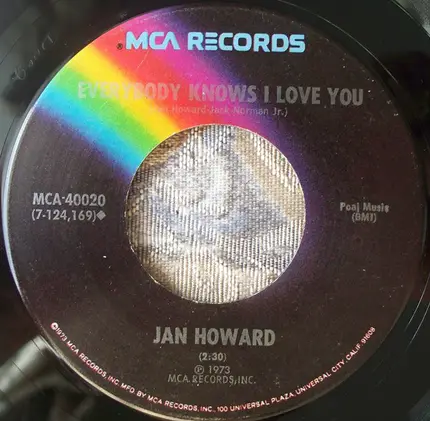 MCA RECORDS
EVERYBODY KNOWS I LOVE YOU
Howard-Jack Norman Jr.)
MCA-40020
(7-124,169)◆
Poaj Music
(BMI)
JAN HOWARD
(2:30)
℗ 1973
MCA RECORDS, INC.
©1973 MCA RECORDS, INC. MFG BY MCA RECORDS, INC. 100 UNIVERSAL PLAZA, UNIVERSAL CITY, CALIF. 91608